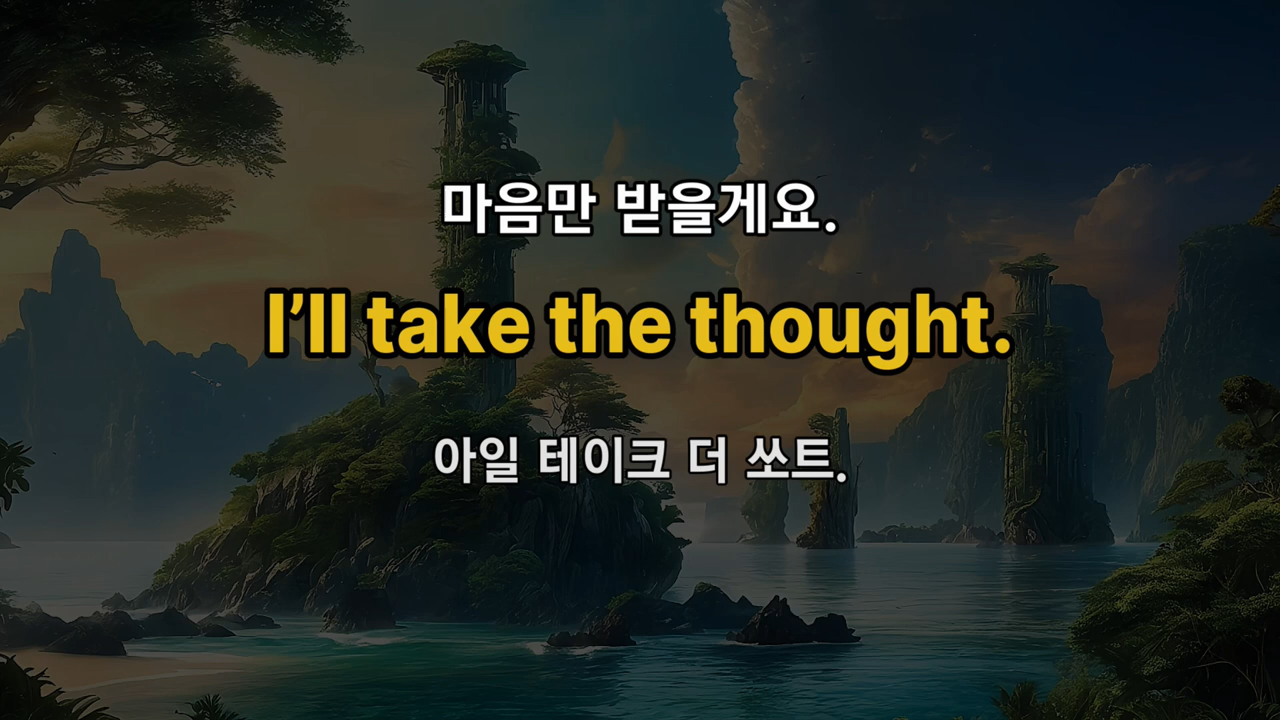 마음만 받을게요.
I’ll take the thought.
아일 테이크 더 쏘트.